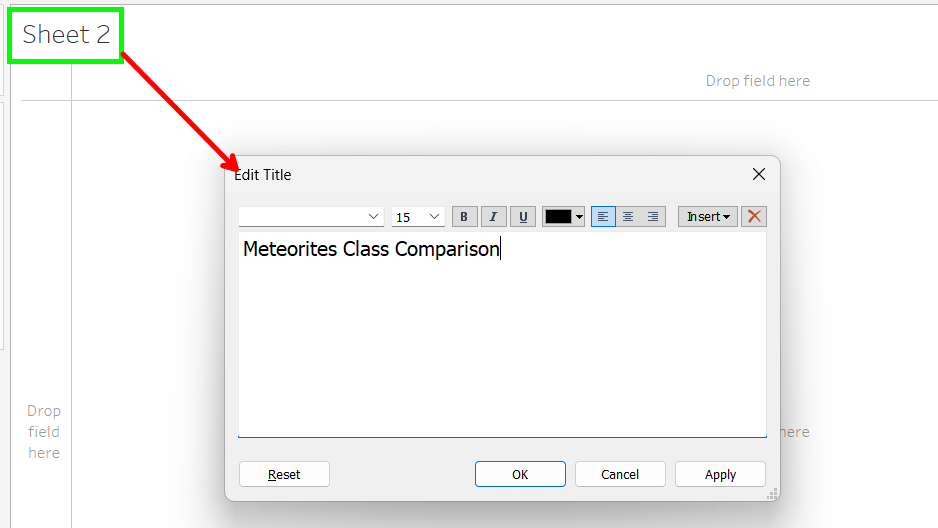 Sheet 2
Drop field here
Edit Title
15 B I U Insert
Meteorites Class Comparison
Drop
field
here
here
Reset OK Cancel Apply